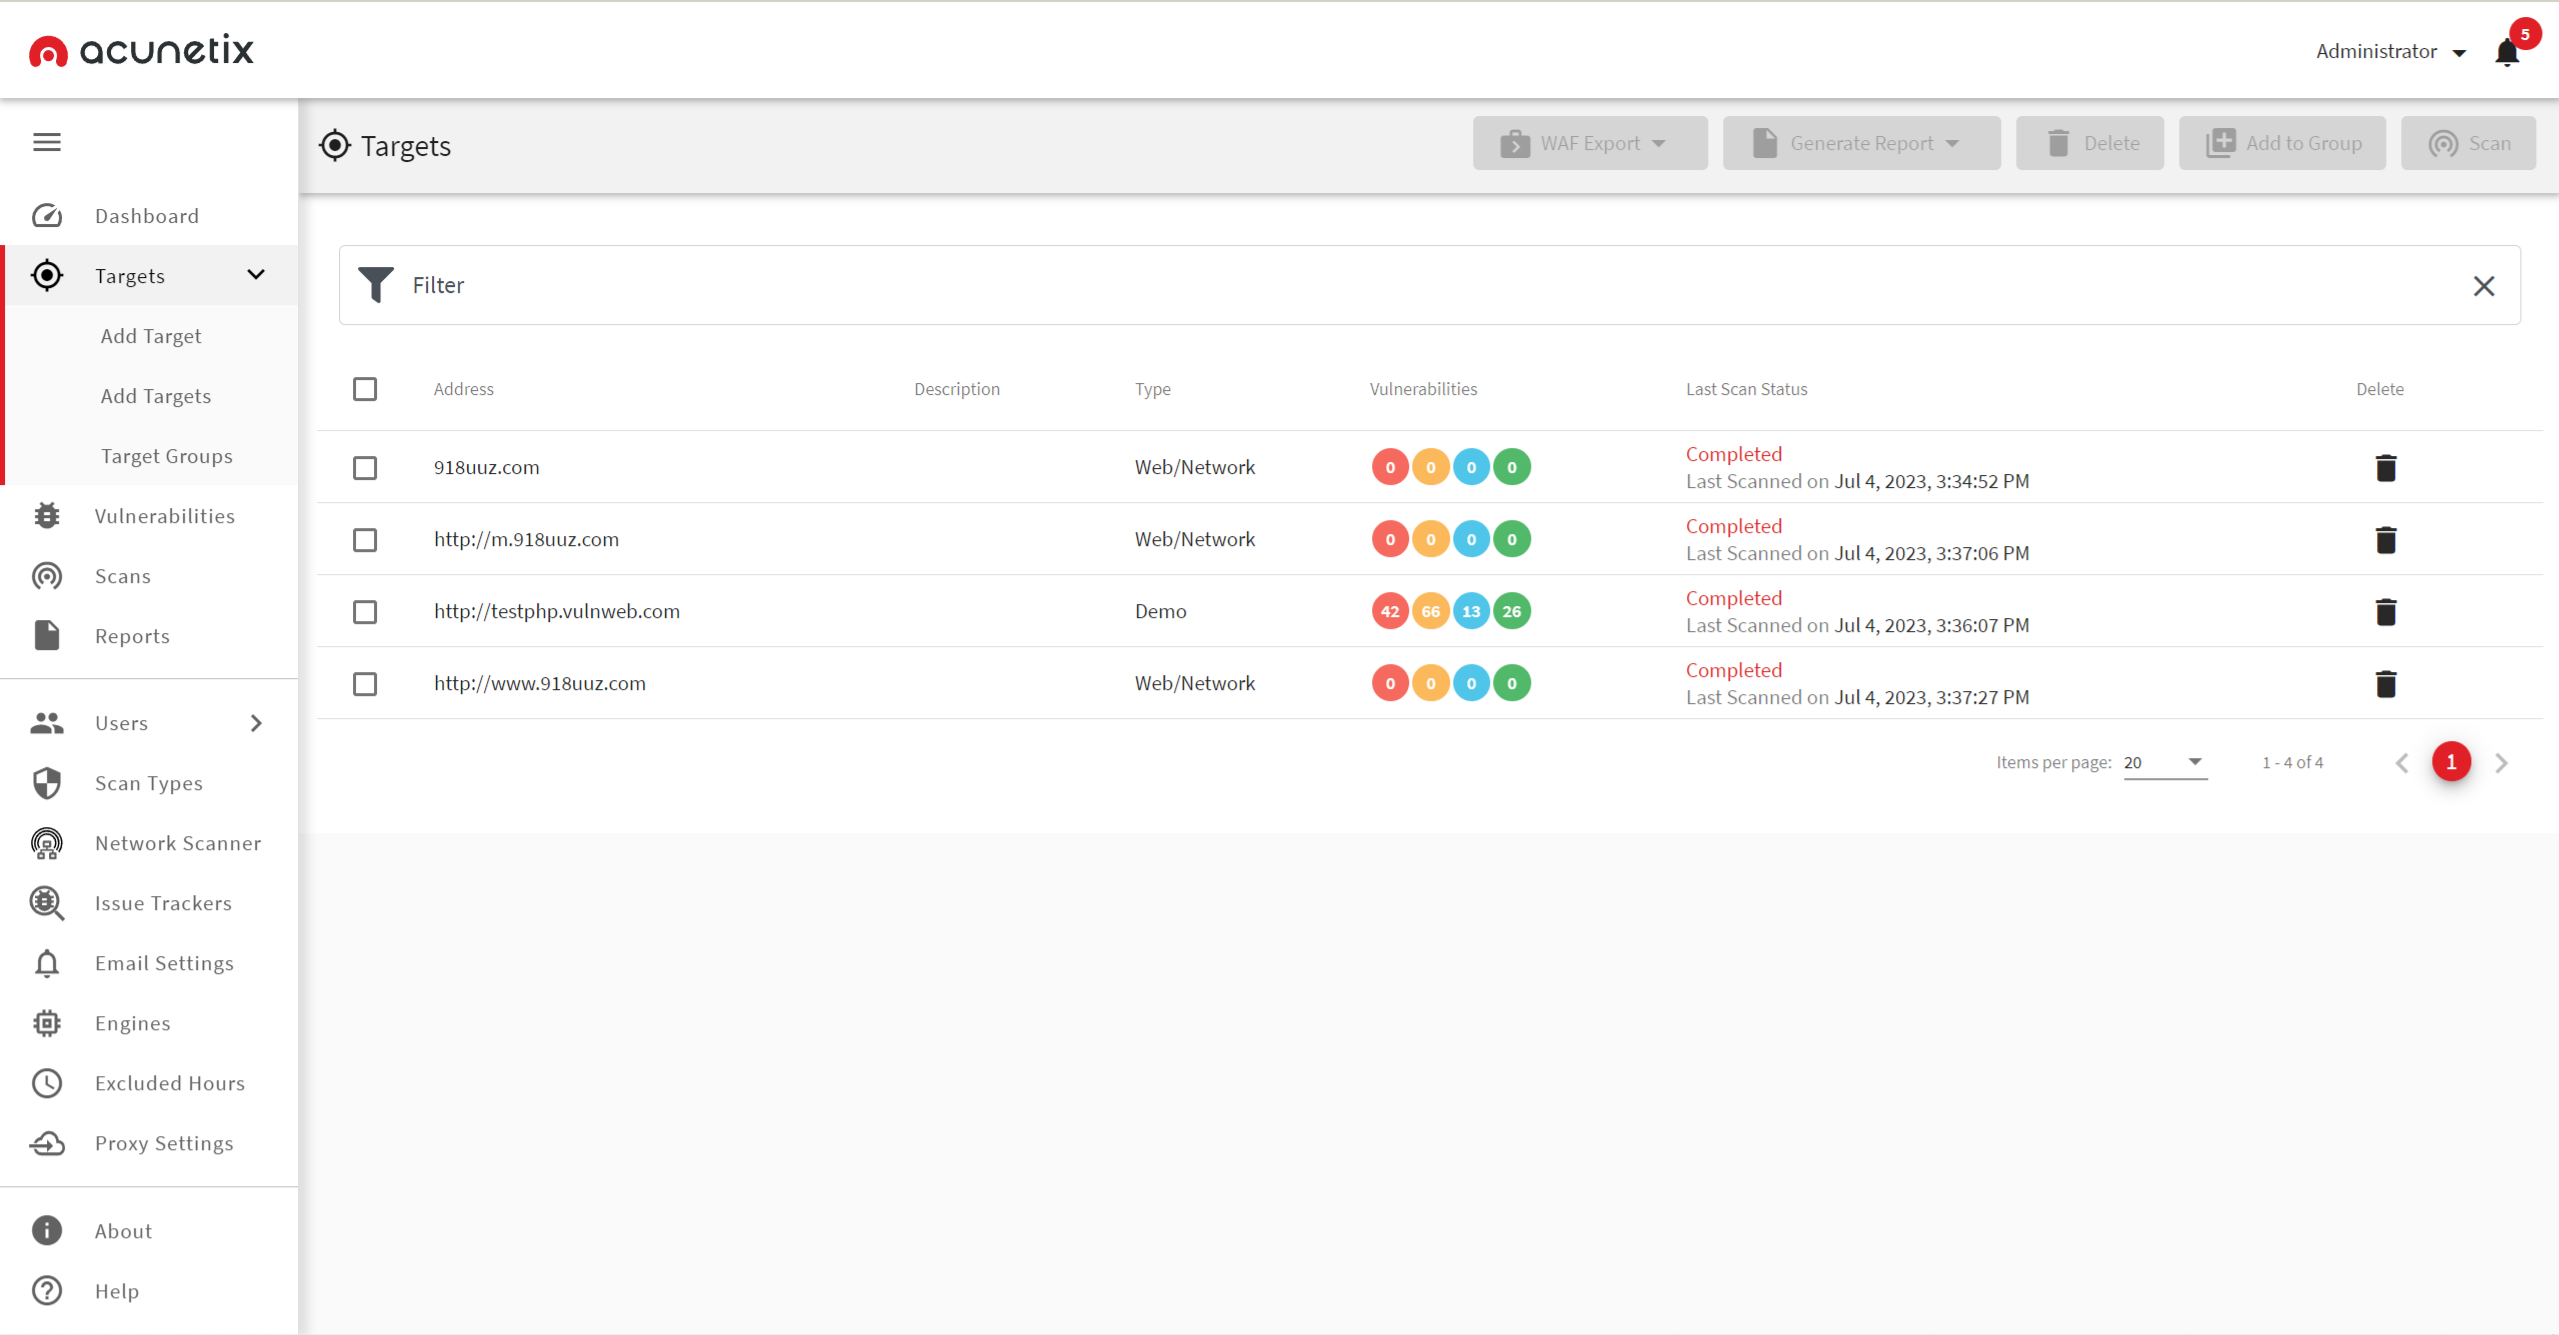 acunetix
Administrator
5
Targets
WAF Export
Generate Report
Delete
Add to Group
Scan
Dashboard
Targets
Add Target
Add Targets
Target Groups
Vulnerabilities
Scans
Reports
Users
Scan Types
Network Scanner
Issue Trackers
Email Settings
Engines
Excluded Hours
Proxy Settings
About
Help
Filter
Address Description Type Vulnerabilities Last Scan Status Delete
918uuz.com Web/Network 0 0 0 0 Completed
Last Scanned on Jul 4, 2023, 3:34:52 PM
http://m.918uuz.com Web/Network 0 0 0 0 Completed
Last Scanned on Jul 4, 2023, 3:37:06 PM
http://testphp.vulnweb.com Demo 42 66 13 26 Completed
Last Scanned on Jul 4, 2023, 3:36:07 PM
http://www.918uuz.com Web/Network 0 0 0 0 Completed
Last Scanned on Jul 4, 2023, 3:37:27 PM
Items per page: 20 1 - 4 of 4 1